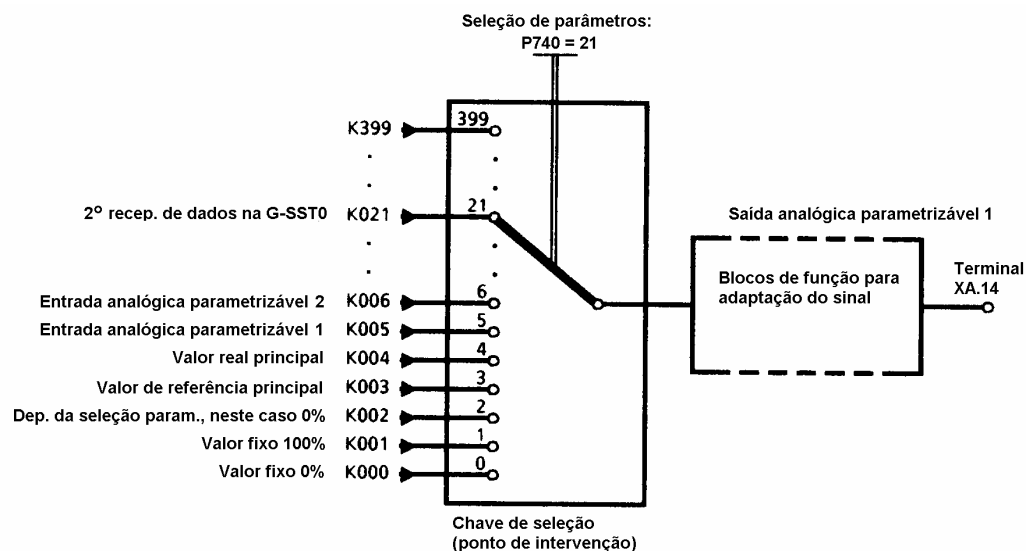 Seleção de parâmetros:
P740 = 21
K399 399
2º recep. de dados na G-SST0 K021 21
Saída analógica parametrizável 1
Blocos de função para
adaptação do sinal
Terminal
XA.14
Entrada analógica parametrizável 2 K006 6
Entrada analógica parametrizável 1 K005 5
Valor real principal K004 4
Valor de referência principal K003 3
Dep. da seleção param., neste caso 0% K002 2
Valor fixo 100% K001 1
Valor fixo 0% K000 0
Chave de seleção
(ponto de intervenção)